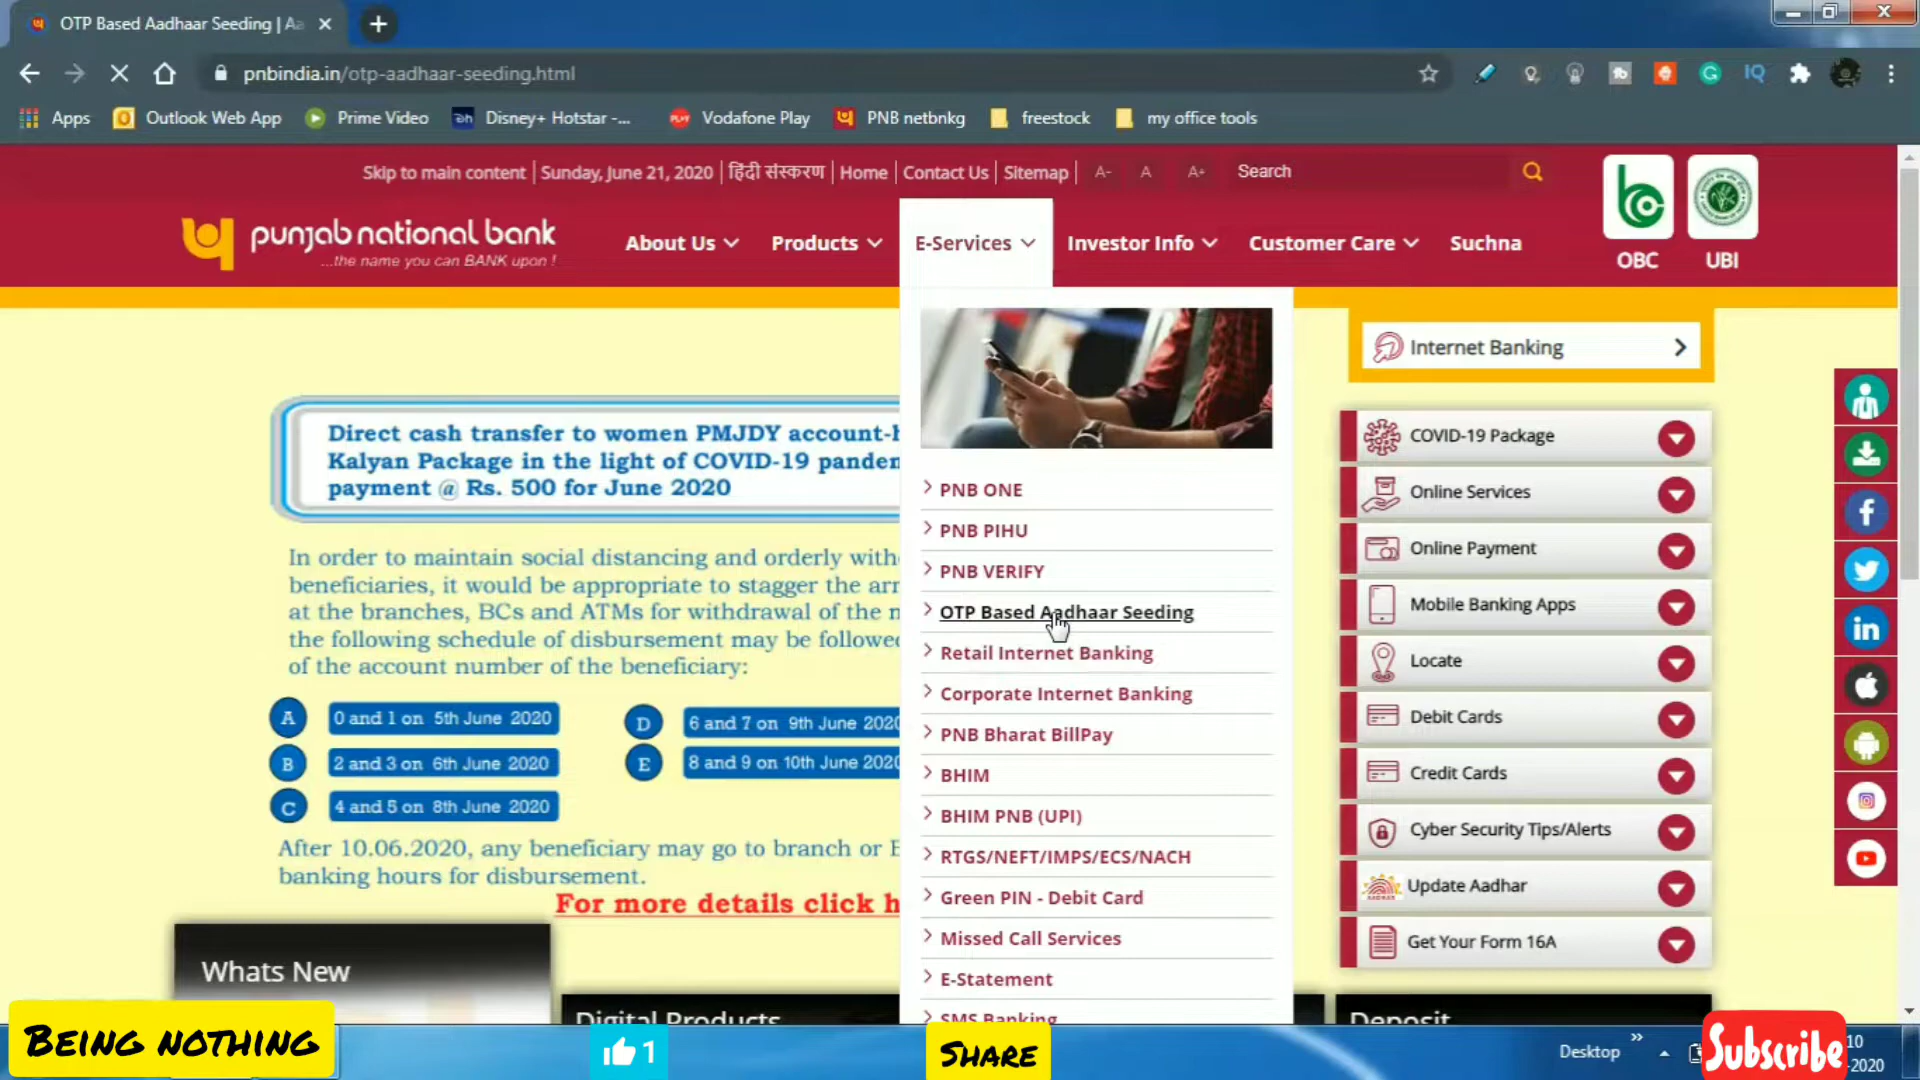 OTP Based Aadhaar Seeding | Aa
pnbindia.in/otp-aadhaar-seeding.html
Apps
Outlook Web App
Prime Video
Disney+ Hotstar -...
Vodafone Play
PNB netbnkg
freestock
my office tools
Skip to main content
Sunday, June 21, 2020
हिंदी संस्करण
Home
Contact Us
Sitemap
A-
A
A+
Search
punjab national bank
...the name you can BANK upon !
About Us
Products
E-Services
Investor Info
Customer Care
Suchna
OBC
UBI
Direct cash transfer to women PMJDY account-h
Kalyan Package in the light of COVID-19 panden
payment @ Rs. 500 for June 2020
In order to maintain social distancing and orderly with
beneficiaries, it would be appropriate to stagger the arr
at the branches, BCs and ATMs for withdrawal of the m
the following schedule of disbursement may be followed
of the account number of the beneficiary:
A 0 and 1 on 5th June 2020
D 6 and 7 on 9th June 2020
B 2 and 3 on 6th June 2020
E 8 and 9 on 10th June 2020
C 4 and 5 on 8th June 2020
After 10.06.2020, any beneficiary may go to branch or B
banking hours for disbursement.
For more details click h
PNB ONE
PNB PIHU
PNB VERIFY
OTP Based Aadhaar Seeding
Retail Internet Banking
Corporate Internet Banking
PNB Bharat BillPay
BHIM
BHIM PNB (UPI)
RTGS/NEFT/IMPS/ECS/NACH
Green PIN - Debit Card
Missed Call Services
E-Statement
SMS Banking
Internet Banking
COVID-19 Package
Online Services
Online Payment
Mobile Banking Apps
Locate
Debit Cards
Credit Cards
Cyber Security Tips/Alerts
Update Aadhar
Get Your Form 16A
Whats New
Digital Products
Deposit
BEING NOTHING
1
SHARE
Desktop
Subscribe
10
-2020